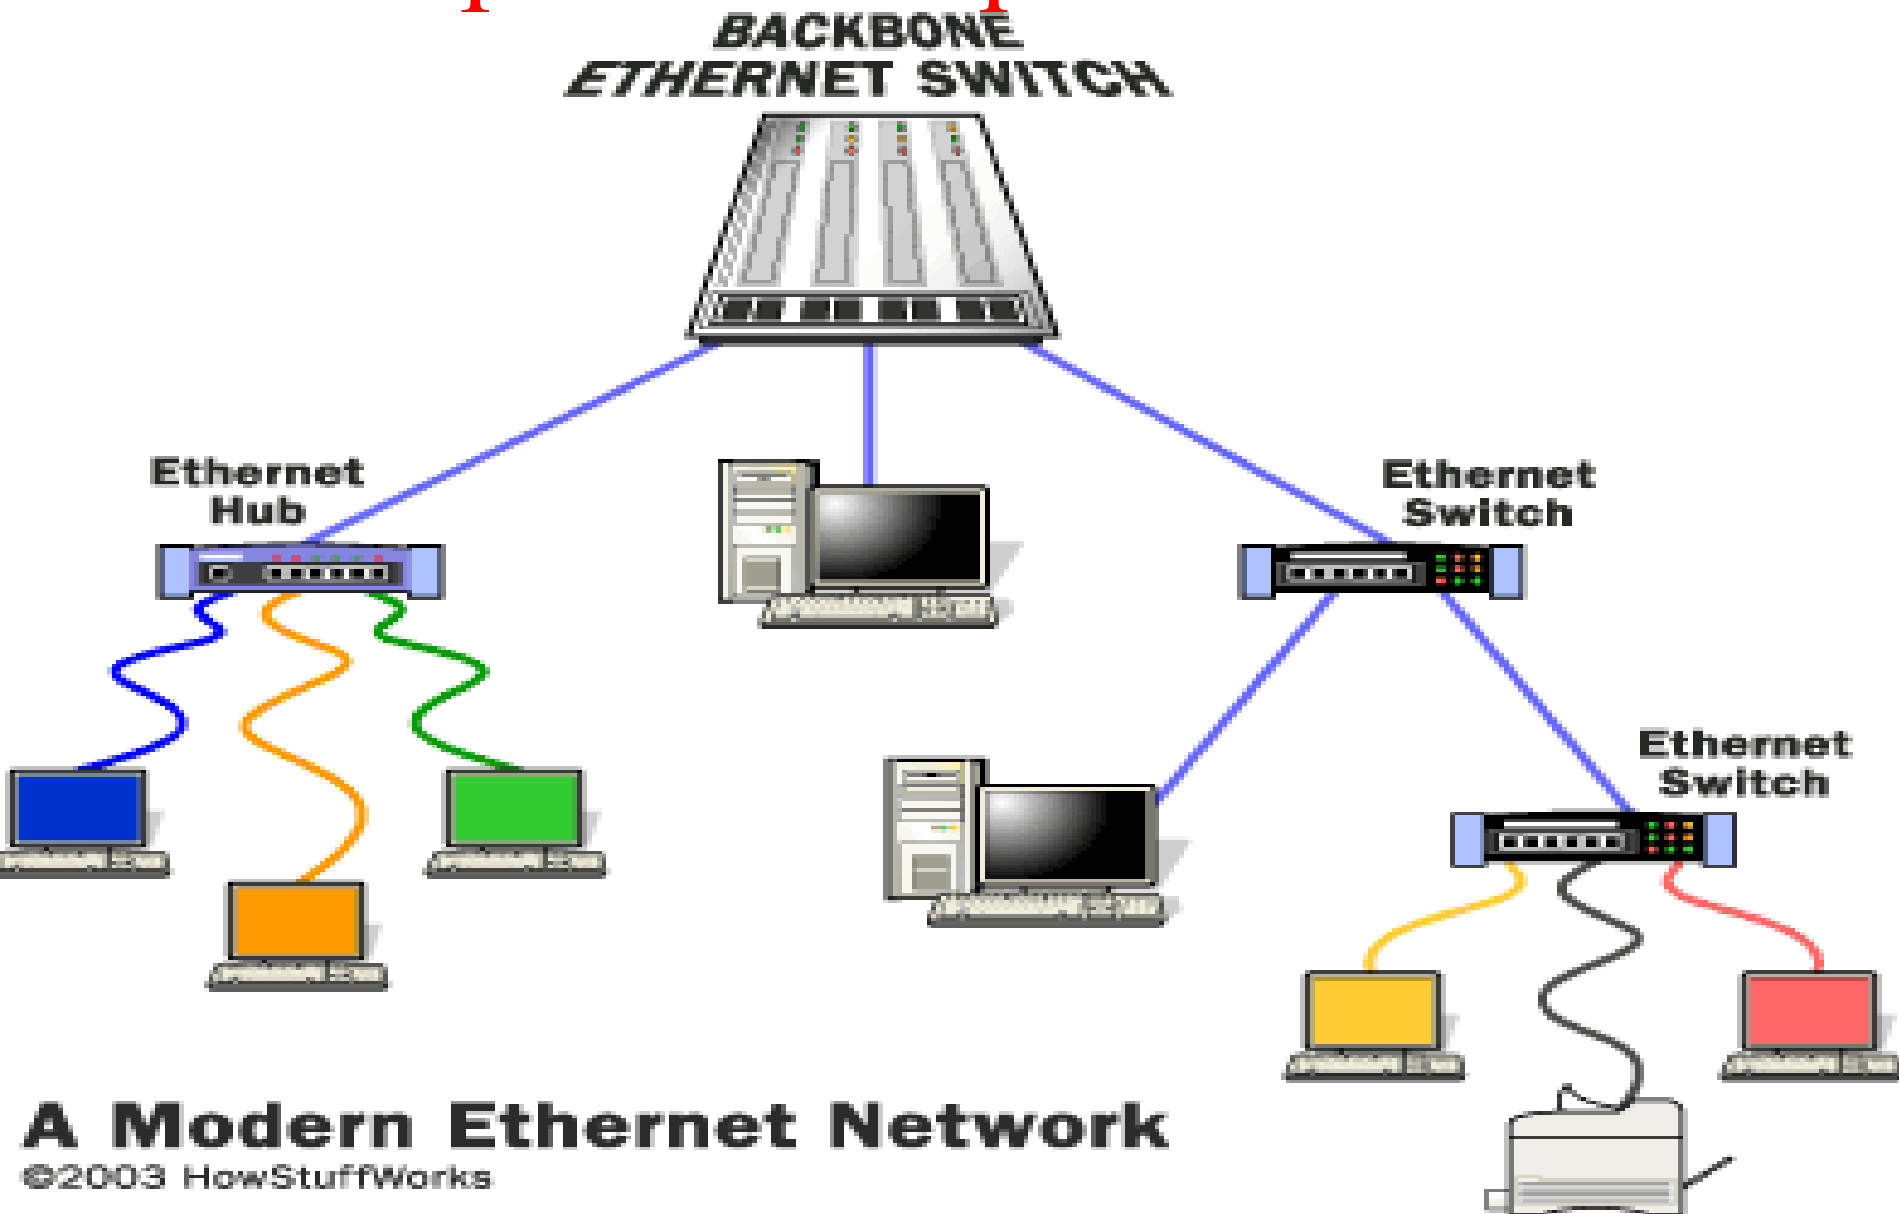 BACKBONE
ETHERNET SWITCH
Ethernet
Hub
Ethernet
Switch
Ethernet
Switch
A Modern Ethernet Network
©2003 HowStuffWorks